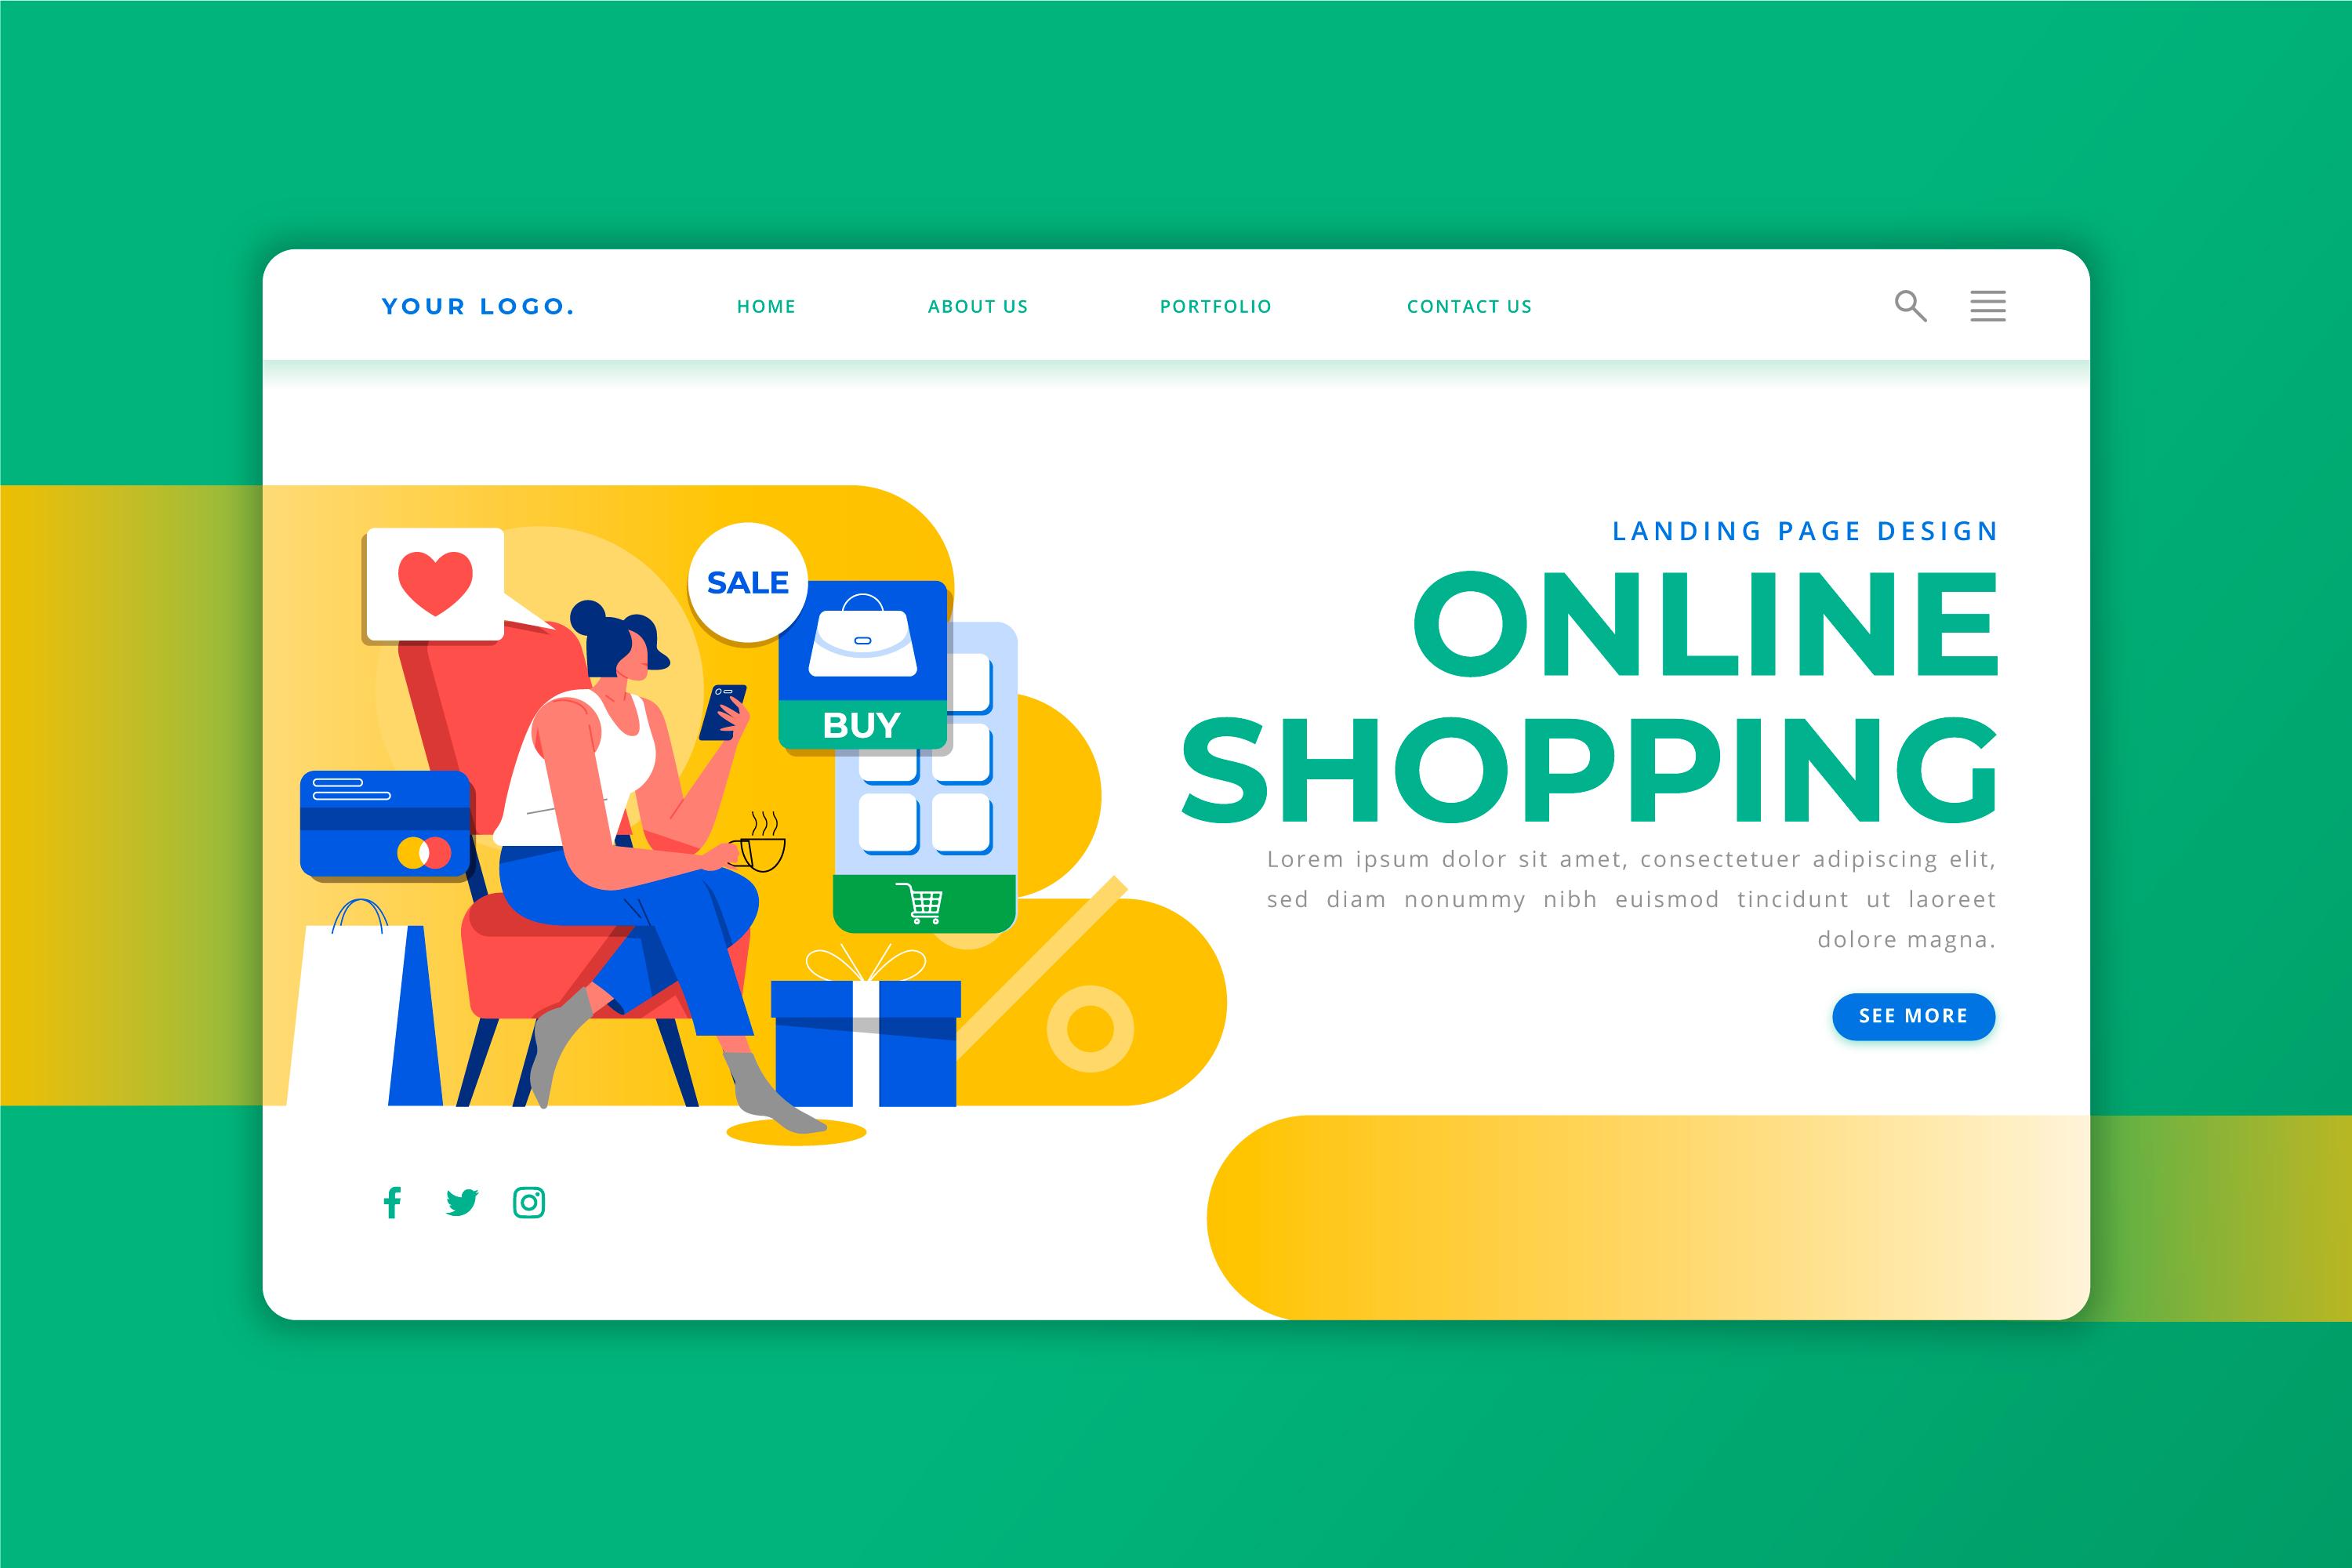 YOUR LOGO.
HOME
ABOUT US
PORTFOLIO
CONTACT US
SALE
BUY
LANDING PAGE DESIGN
ONLINE
SHOPPING
Lorem ipsum dolor sit amet, consectetuer adipiscing elit,
sed diam nonummy nibh euismod tincidunt ut laoreet
dolore magna.
SEE MORE